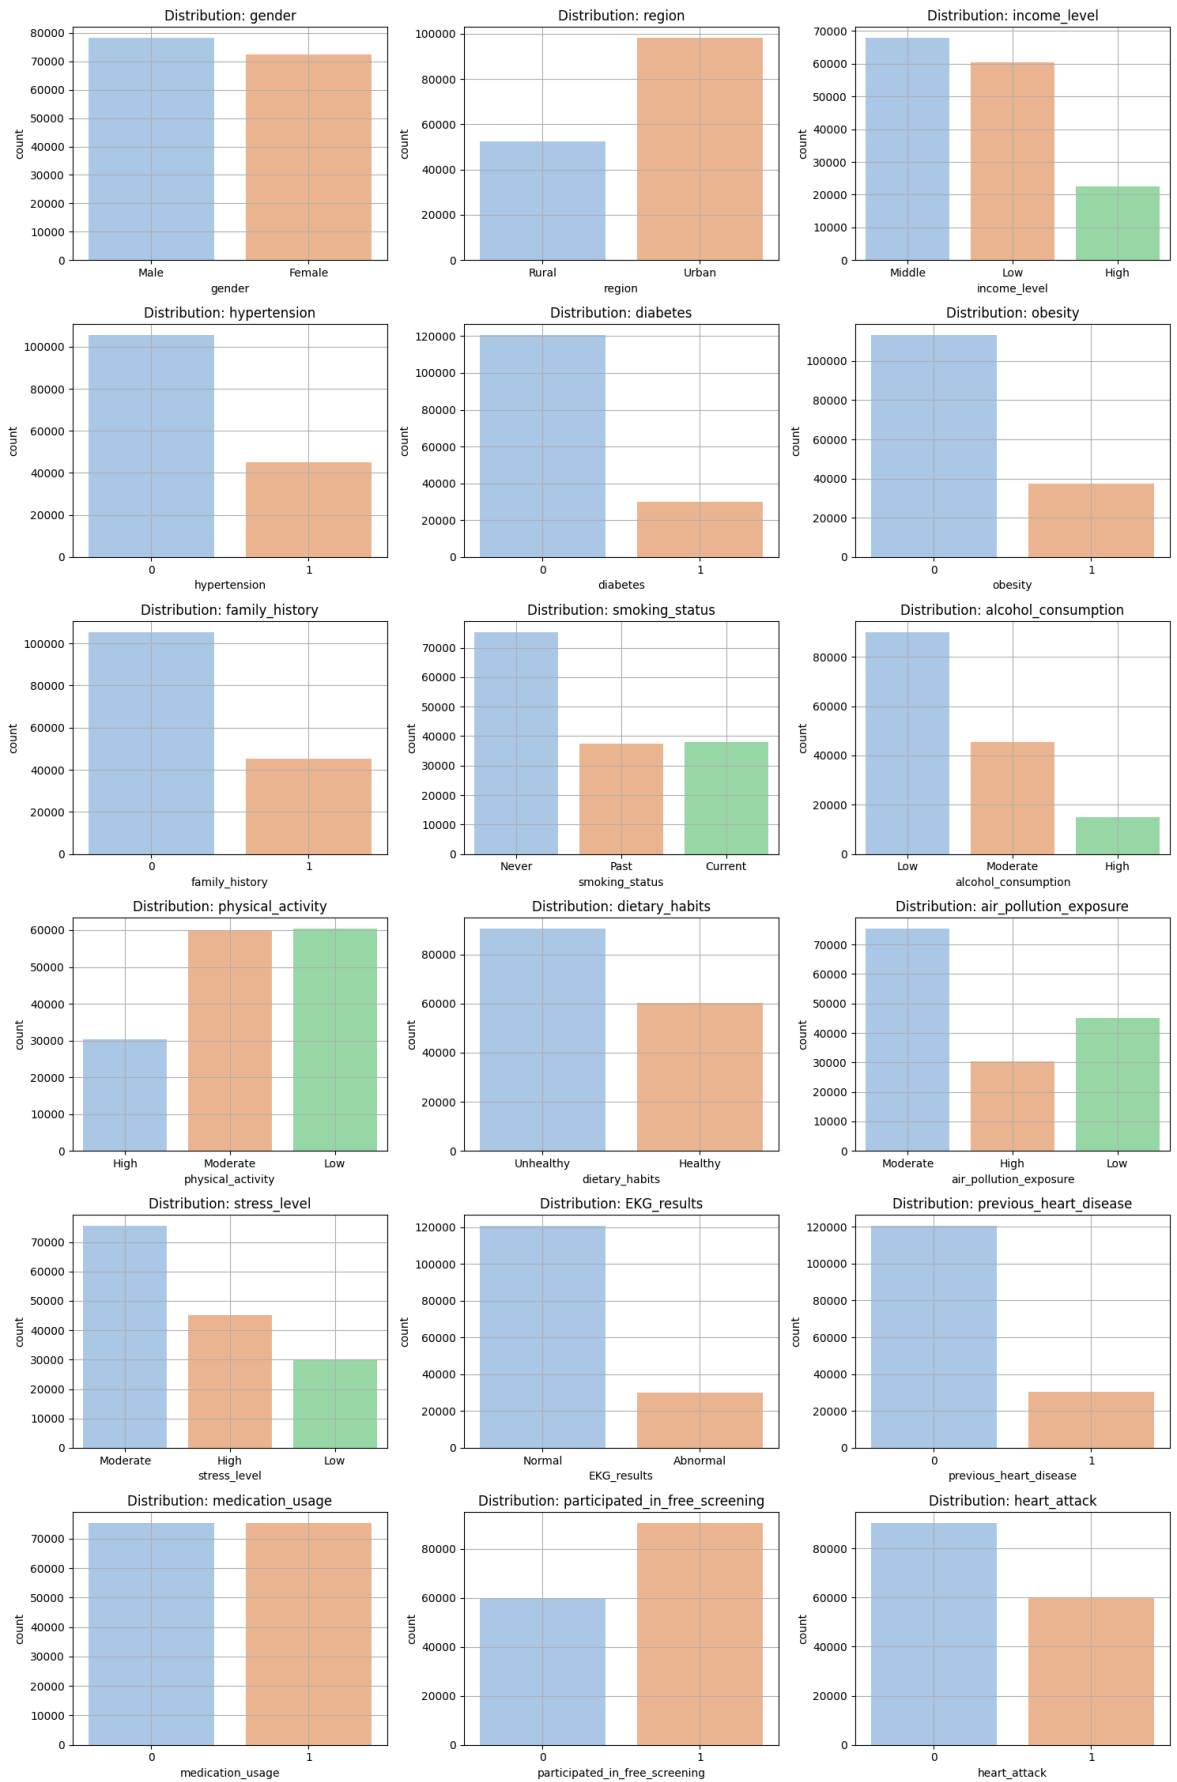 Distribution: gender
count
80000
70000
60000
50000
40000
30000
20000
10000
0
Male Female
gender
Distribution: region
count
100000
80000
60000
40000
20000
0
Rural Urban
region
Distribution: income_level
count
70000
60000
50000
40000
30000
20000
10000
0
Middle Low High
income_level
Distribution: hypertension
count
100000
80000
60000
40000
20000
0
0 1
hypertension
Distribution: diabetes
count
120000
100000
80000
60000
40000
20000
0
0 1
diabetes
Distribution: obesity
count
100000
80000
60000
40000
20000
0
0 1
obesity
Distribution: family_history
count
100000
80000
60000
40000
20000
0
0 1
family_history
Distribution: smoking_status
count
70000
60000
50000
40000
30000
20000
10000
0
Never Past Current
smoking_status
Distribution: alcohol_consumption
count
80000
60000
40000
20000
0
Low Moderate High
alcohol_consumption
Distribution: physical_activity
count
60000
50000
40000
30000
20000
10000
0
High Moderate Low
physical_activity
Distribution: dietary_habits
count
80000
60000
40000
20000
0
Unhealthy Healthy
dietary_habits
Distribution: air_pollution_exposure
count
70000
60000
50000
40000
30000
20000
10000
0
Moderate High Low
air_pollution_exposure
Distribution: stress_level
count
70000
60000
50000
40000
30000
20000
10000
0
Moderate High Low
stress_level
Distribution: EKG_results
count
120000
100000
80000
60000
40000
20000
0
Normal Abnormal
EKG_results
Distribution: previous_heart_disease
count
120000
100000
80000
60000
40000
20000
0
0 1
previous_heart_disease
Distribution: medication_usage
count
70000
60000
50000
40000
30000
20000
10000
0
0 1
medication_usage
Distribution: participated_in_free_screening
count
80000
60000
40000
20000
0
0 1
participated_in_free_screening
Distribution: heart_attack
count
80000
60000
40000
20000
0
0 1
heart_attack